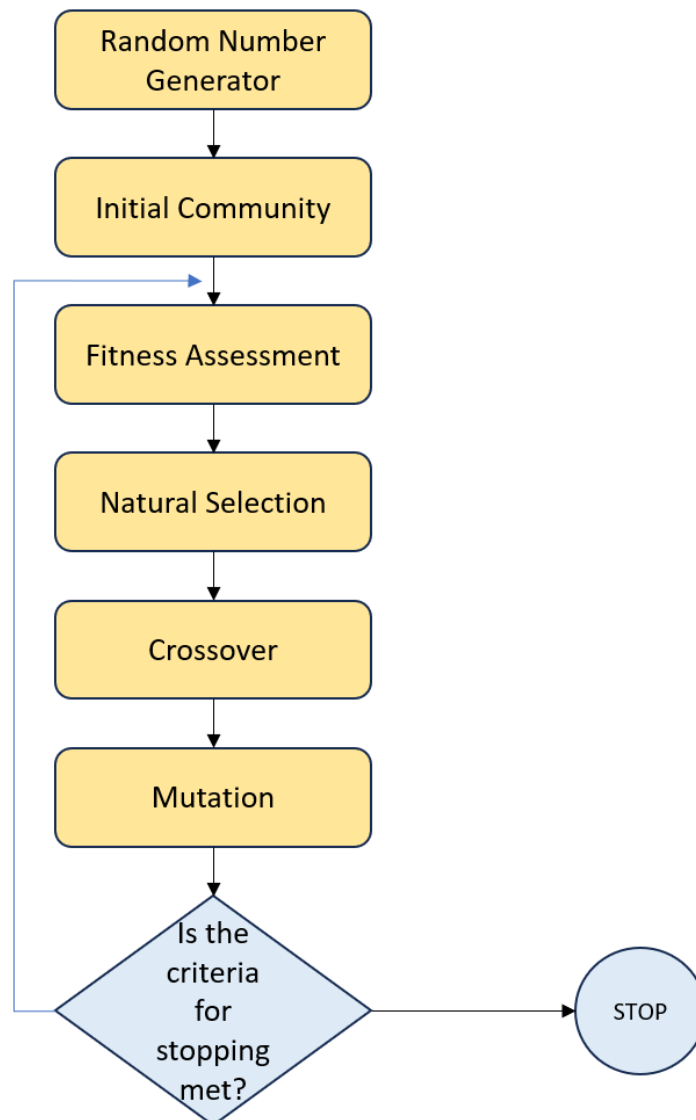 Random Number
Generator
Initial Community
Fitness Assessment
Natural Selection
Crossover
Mutation
Is the
criteria
for
stopping
met?
STOP